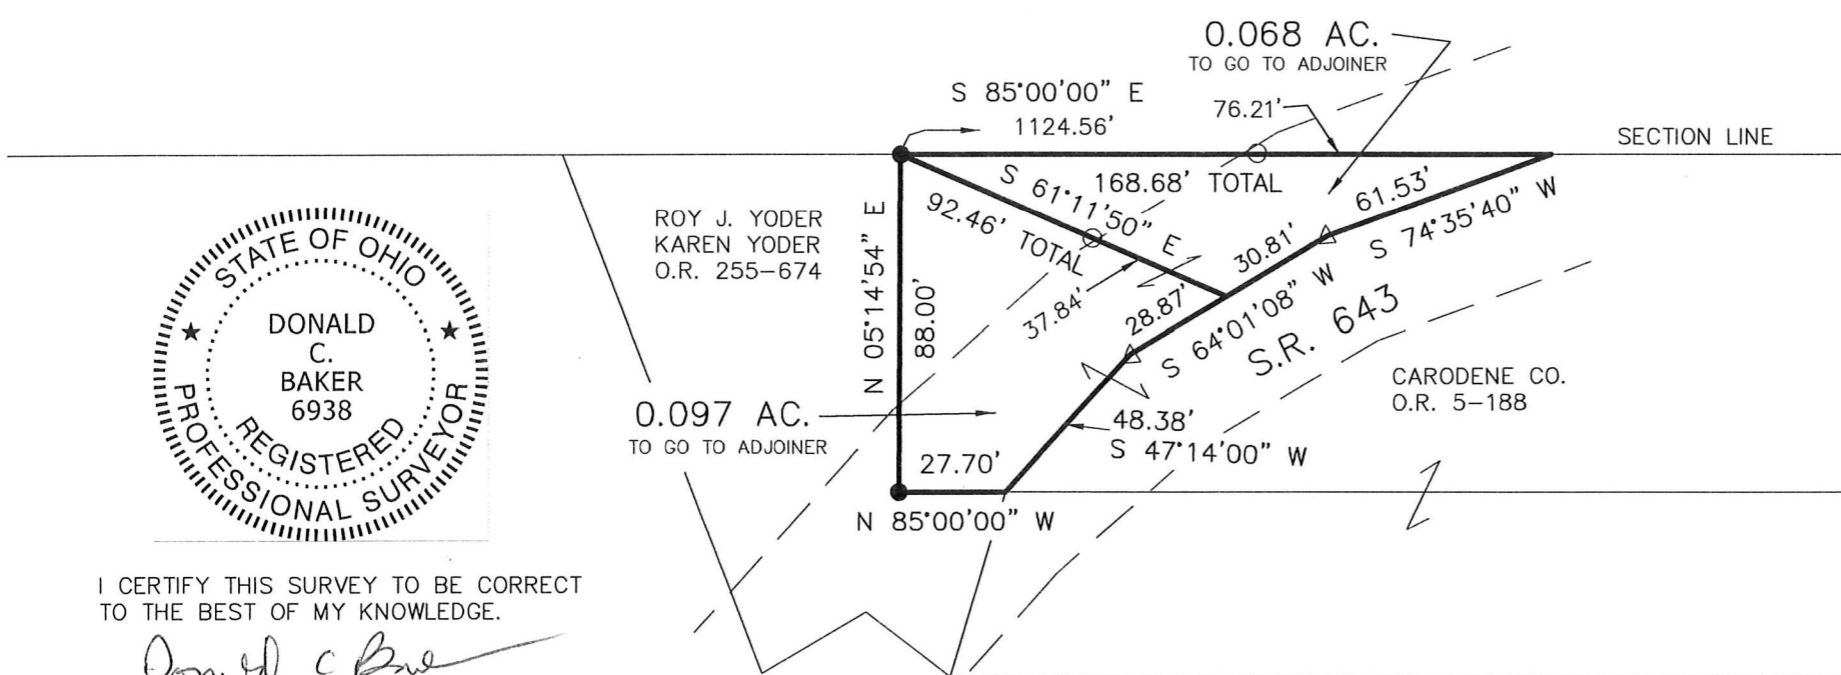 0.068 AC.
TO GO TO ADJOINER
S 85°00'00" E
1124.56'
76.21'
SECTION LINE
168.68' TOTAL
S 61°11'50" E
92.46' TOTAL
61.53'
S 74°35'40" W
30.81'
ROY J. YODER
KAREN YODER
O.R. 255-674
N 05°14'54" E
88.00'
37.84'
28.87'
S 64°01'08" W
S.R. 643
CARODENE CO.
O.R. 5-188
0.097 AC.
TO GO TO ADJOINER
48.38'
S 47°14'00" W
27.70'
N 85°00'00" W
STATE OF OHIO
DONALD
C.
BAKER
6938
REGISTERED
PROFESSIONAL SURVEYOR
I CERTIFY THIS SURVEY TO BE CORRECT
TO THE BEST OF MY KNOWLEDGE.
Donald C Baker